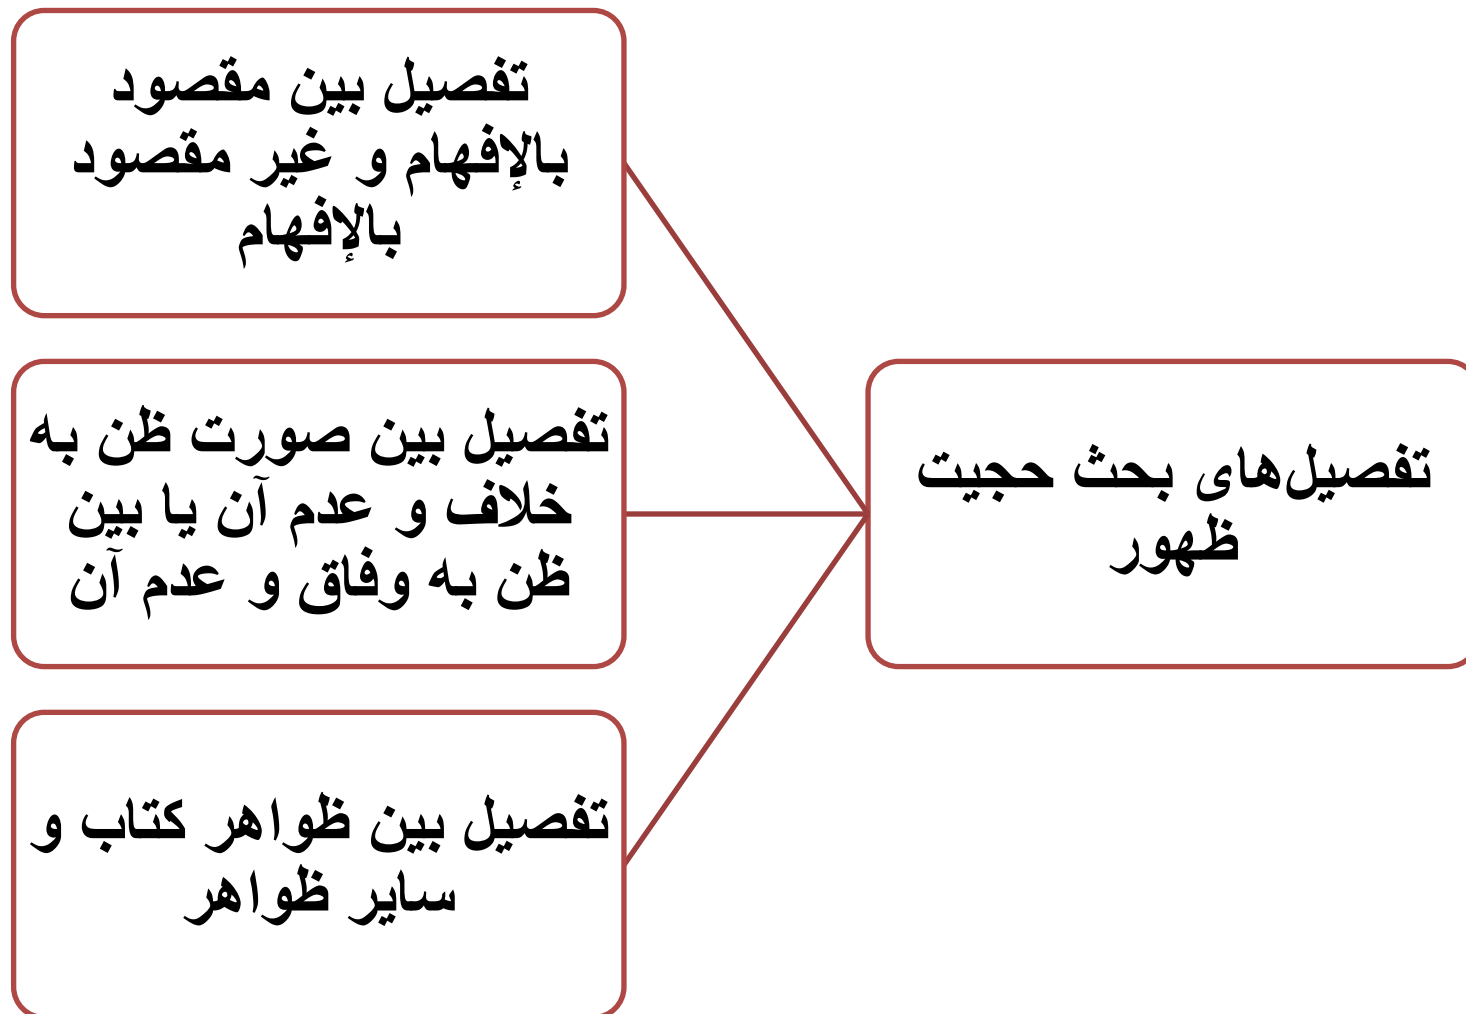 تفصیل‌های بحث حجیت
ظهور
تفصیل بین مقصود
بالإفهام و غیر مقصود
بالإفهام
تفصیل بین صورت ظن به
خلاف و عدم آن یا بین
ظن به وفاق و عدم آن
تفصیل بین ظواهر کتاب و
سایر ظواهر